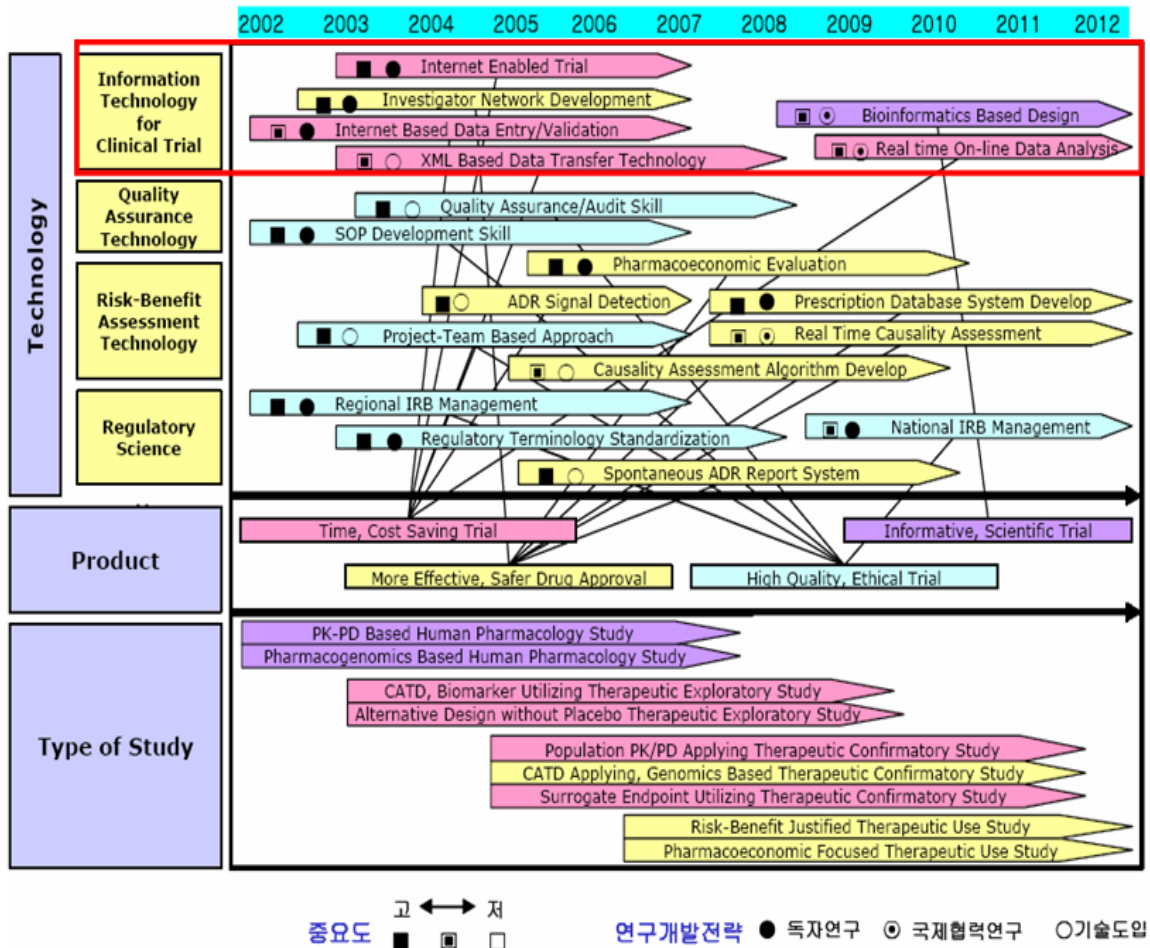 2002 2003 2004 2005 2006 2007 2008 2009 2010 2011 2012
Technology
Information
Technology
for
Clinical Trial
Internet Enabled Trial
Investigator Network Development
Internet Based Data Entry/Validation
XML Based Data Transfer Technology
Bioinformatics Based Design
Real time On-line Data Analysis
Quality
Assurance
Technology
Quality Assurance/Audit Skill
SOP Development Skill
Risk-Benefit
Assessment
Technology
Pharmacoeconomic Evaluation
ADR Signal Detection
Prescription Database System Develop
Project-Team Based Approach
Real Time Causality Assessment
Causality Assessment Algorithm Develop
Regulatory
Science
Regional IRB Management
National IRB Management
Regulatory Terminology Standardization
Spontaneous ADR Report System
Product
Time, Cost Saving Trial
Informative, Scientific Trial
More Effective, Safer Drug Approval
High Quality, Ethical Trial
Type of Study
PK-PD Based Human Pharmacology Study
Pharmacogenomics Based Human Pharmacology Study
CATD, Biomarker Utilizing Therapeutic Exploratory Study
Alternative Design without Placebo Therapeutic Exploratory Study
Population PK/PD Applying Therapeutic Confirmatory Study
CATD Applying, Genomics Based Therapeutic Confirmatory Study
Surrogate Endpoint Utilizing Therapeutic Confirmatory Study
Risk-Benefit Justified Therapeutic Use Study
Pharmacoeconomic Focused Therapeutic Use Study
고 저
중요도
연구개발전략 독자연구 국제협력연구 기술도입